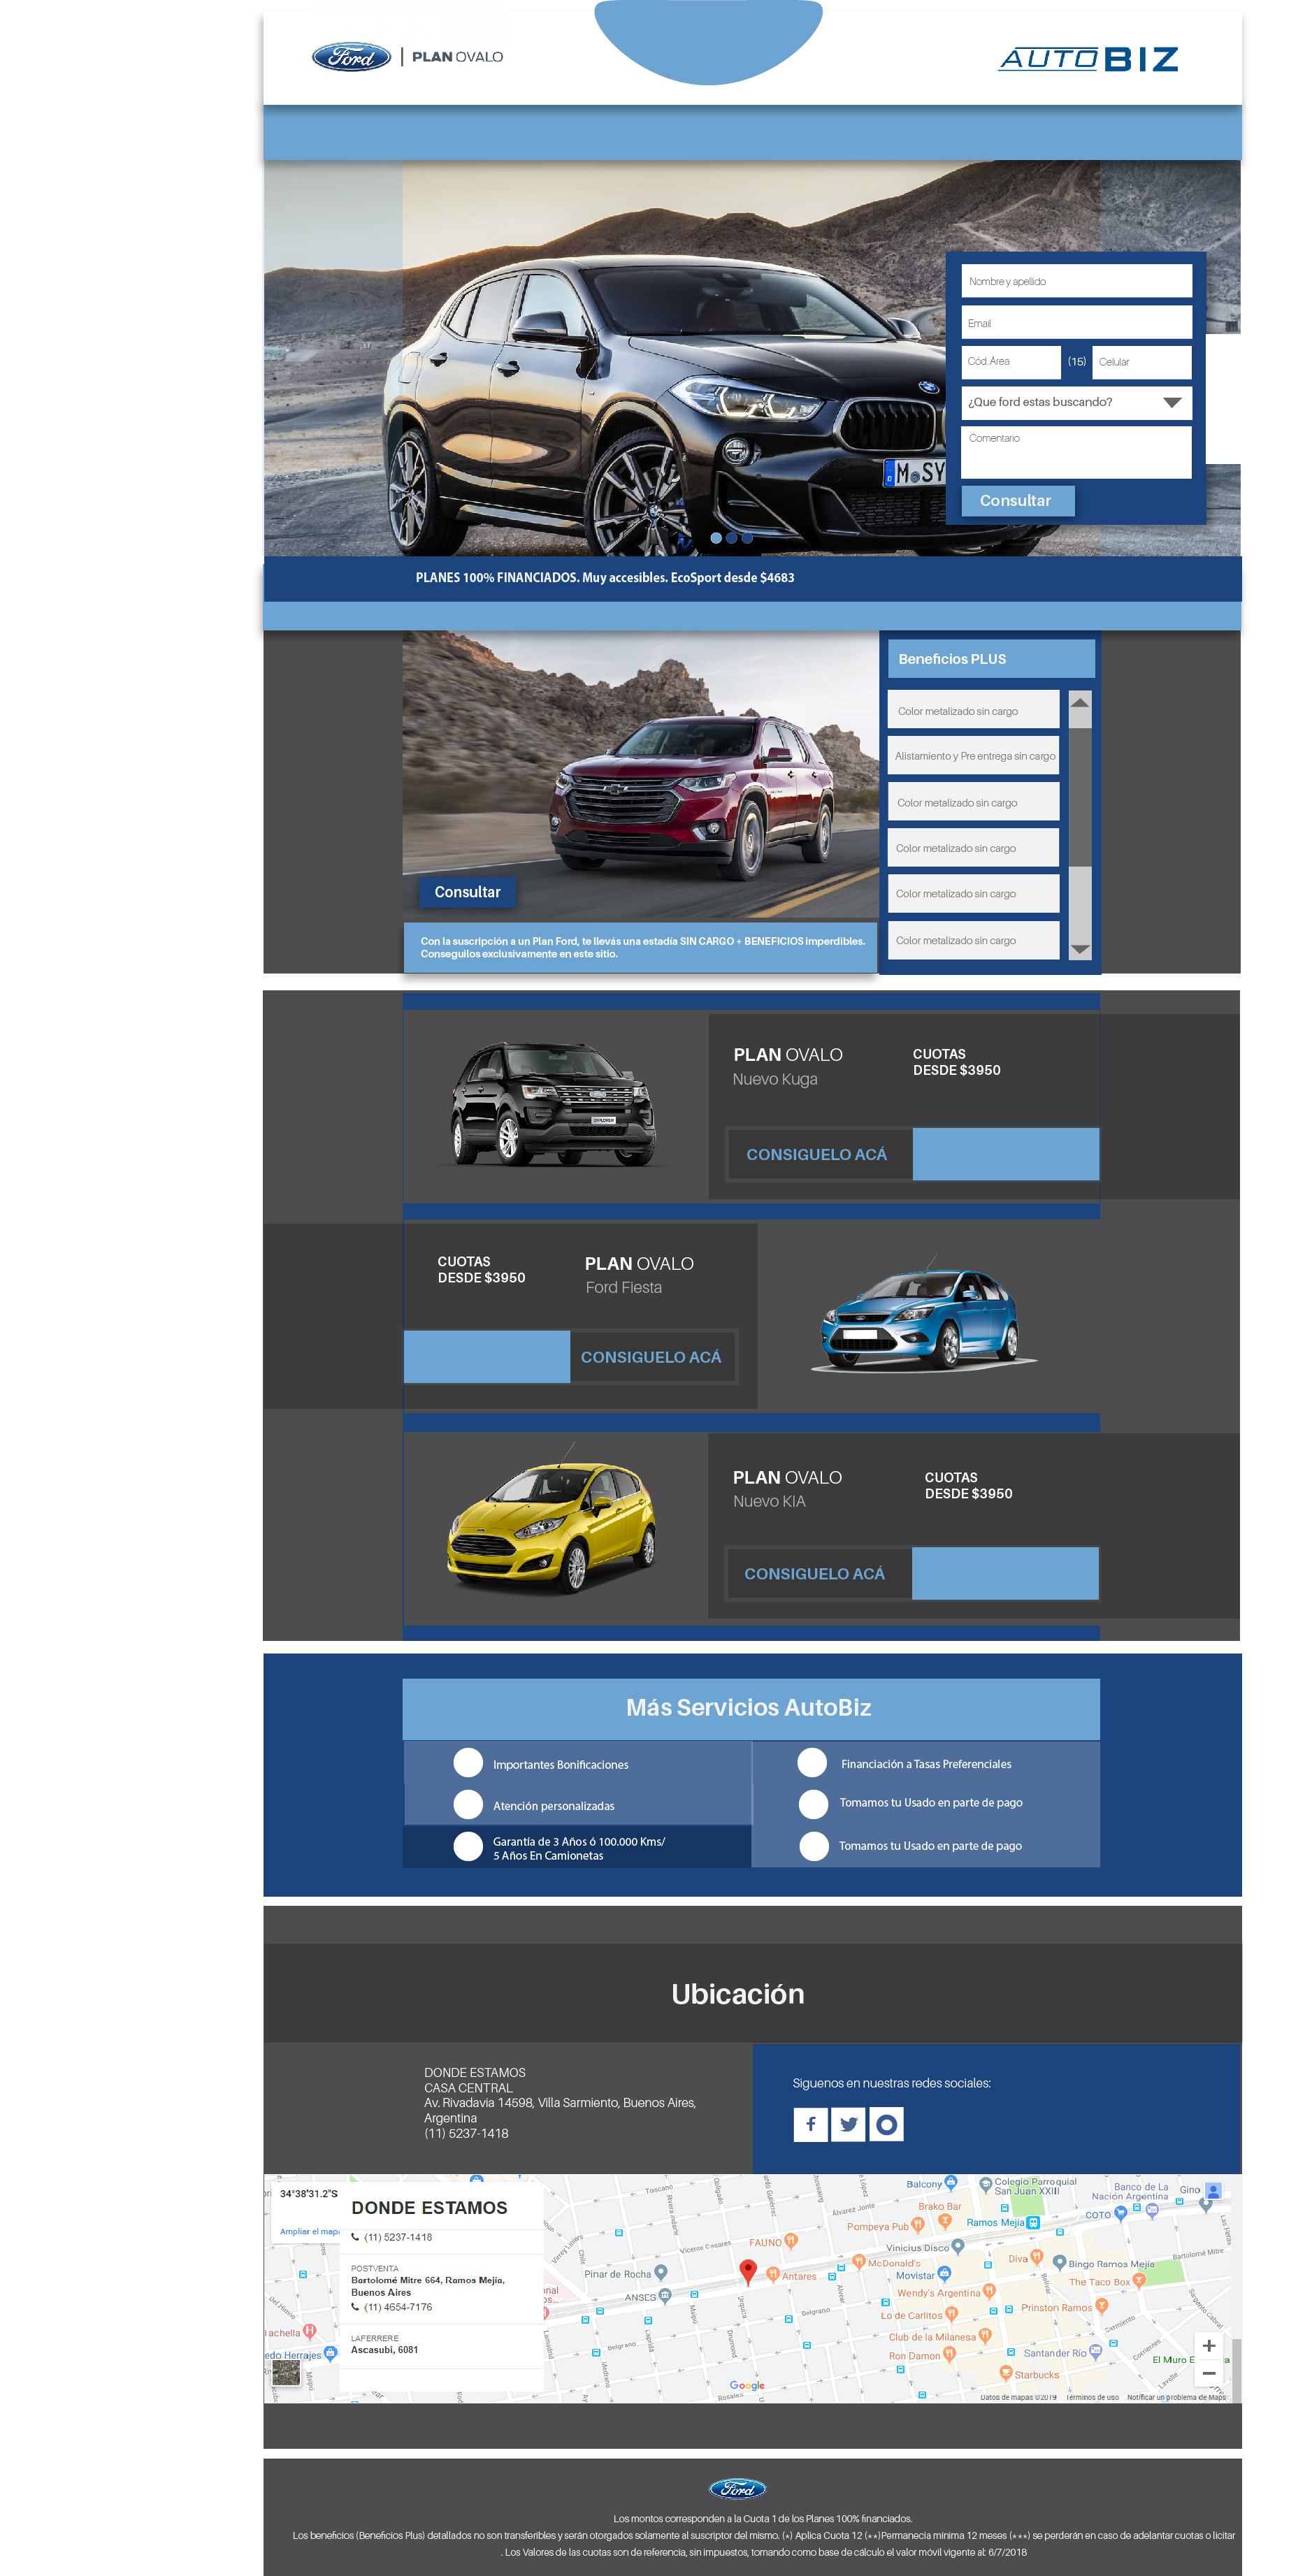 Ford | PLAN OVALO
AUTOBIZ
Nombre y apellido
Email
Cód.Área
(15)
Celular
¿Que ford estas buscando?
Comentario
Consultar
M SY
PLANES 100% FINANCIADOS. Muy accesibles. EcoSport desde $4683
Beneficios PLUS
Color metalizado sin cargo
Alistamiento y Pre entrega sin cargo
Color metalizado sin cargo
Color metalizado sin cargo
Color metalizado sin cargo
Color metalizado sin cargo
Consultar
Con la suscripción a un Plan Ford, te llevás una estadía SIN CARGO + BENEFICIOS imperdibles.
Conseguilos exclusivamente en este sitio.
EXPLORER
PLAN OVALO
Nuevo Kuga
CUOTAS
DESDE $3950
CONSIGUELO ACÁ
CUOTAS
DESDE $3950
PLAN OVALO
Ford Fiesta
CONSIGUELO ACÁ
PLAN OVALO
Nuevo KIA
CUOTAS
DESDE $3950
CONSIGUELO ACÁ
Más Servicios AutoBiz
Importantes Bonificaciones
Financiación a Tasas Preferenciales
Atención personalizadas
Tomamos tu Usado en parte de pago
Garantía de 3 Años ó 100.000 Kms/
5 Años En Camionetas
Tomamos tu Usado en parte de pago
Ubicación
DONDE ESTAMOS
CASA CENTRAL
Av. Rivadavia 14598, Villa Sarmiento, Buenos Aires,
Argentina
(11) 5237-1418
Siguenos en nuestras redes sociales:
34°38'31.2"S
Ampliar el mapa
DONDE ESTAMOS
(11) 5237-1418
POSTVENTA
Bartolomé Mitre 664, Ramos Mejía,
Buenos Aires
(11) 4654-7176
LAFERRERE
Ascasubi, 6081
Toscano
Balcony
Colegio Parroquial
San Juan XXIII
Banco de La
Nación Argentina
Gino
Brako Bar
Alvarez Jonte
Pompeya Pub
Ramos Mejía
COTO
FAUNO
Vinicius Disco
Pinar de Rocha
Antares
McDonald's
Diva
Bingo Ramos Mejía
Bartolomé Mitre
Movistar
The Taco Box
ANSES
Wendy's Argentina
Lo de Carlitos
Prinston Ramos
Belgrano
Belgrano
Club de la Milanesa
Ron Damon
Santander Río
El Muro E
Starbucks
Google
Rosales
Datos de mapas ©2019
Términos de uso
Notificar un problema de Maps
Ford
Los montos corresponden a la Cuota 1 de los Planes 100% financiados.
Los beneficios (Beneficios Plus) detallados no son transferibles y serán otorgados solamente al suscriptor del mismo. (*) Aplica Cuota 12 (**)Permanecia mínima 12 meses (***) se perderán en caso de adelantar cuotas o licitar
. Los Valores de las cuotas son de referencia, sin impuestos, tomando como base de cálculo el valor móvil vigente al: 6/7/2018